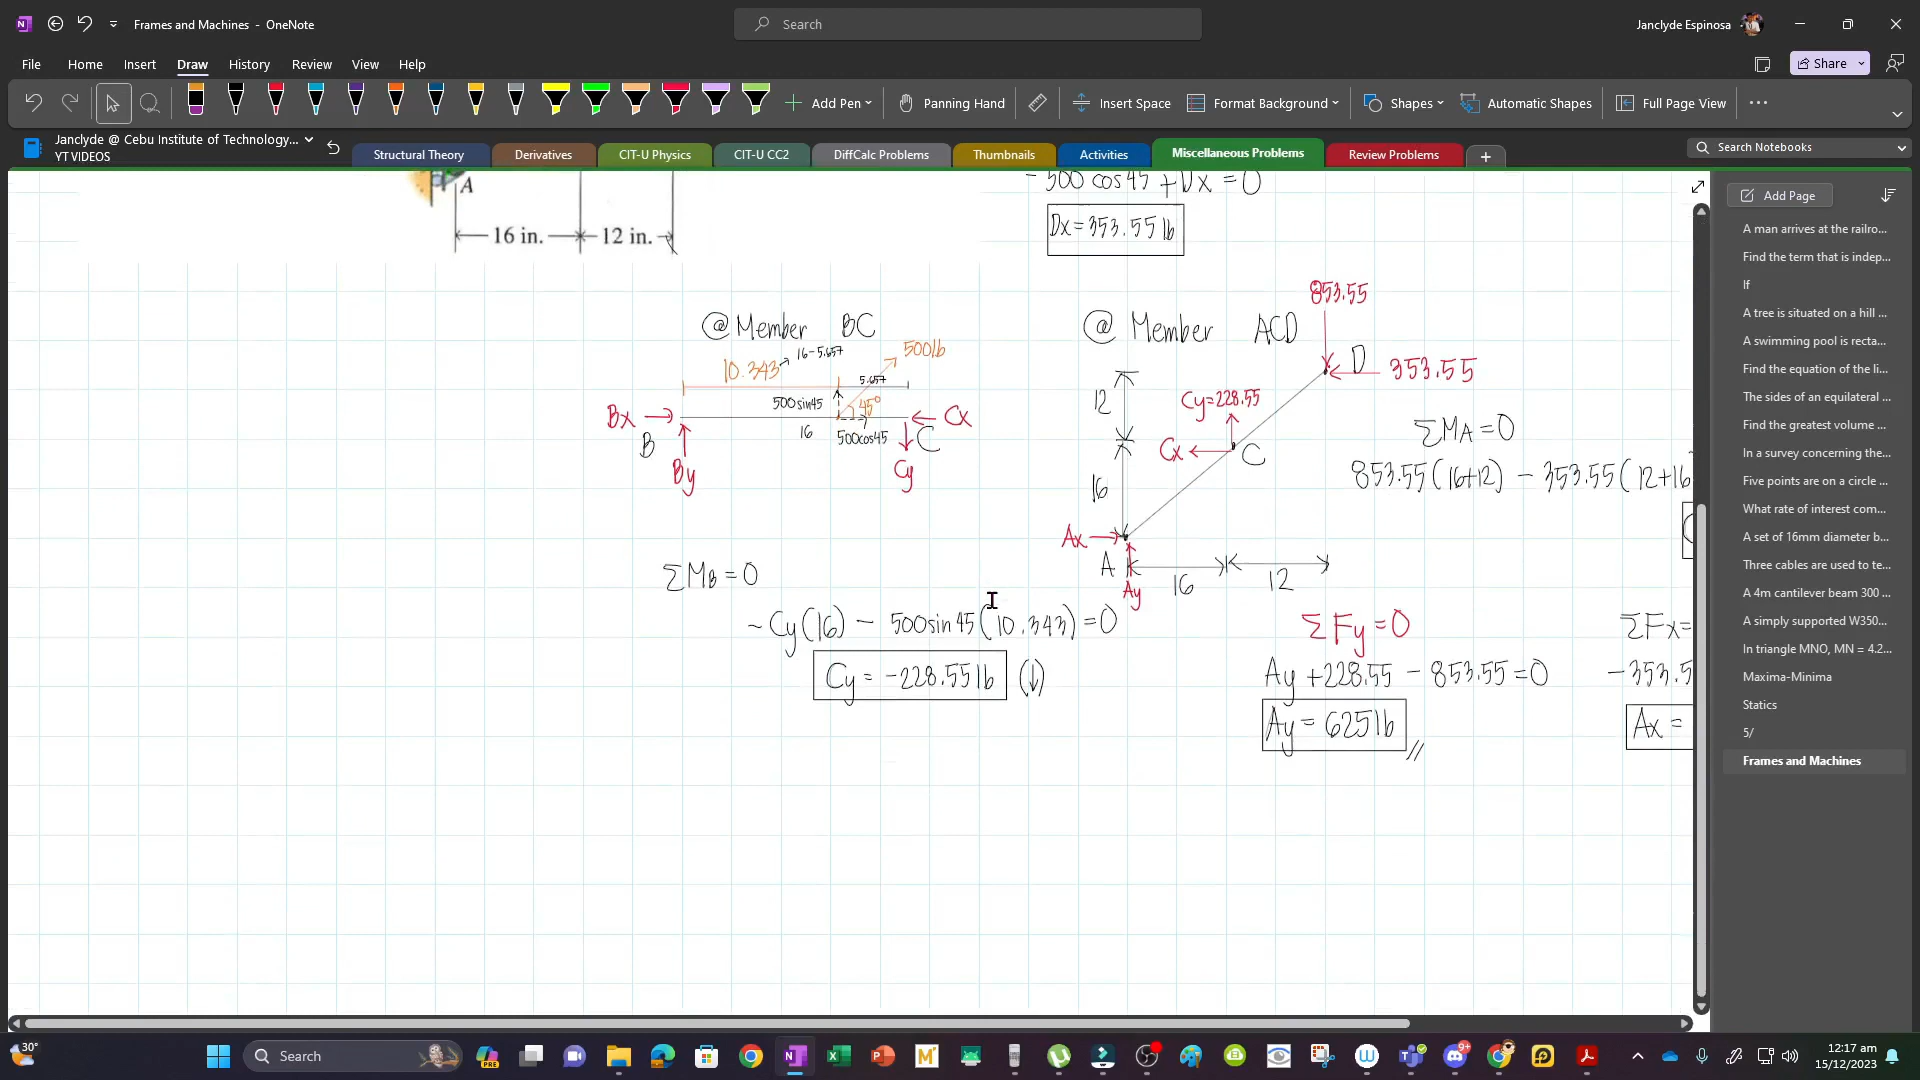 Frames and Machines - OneNote
Search
Janclyde Espinosa
File Home Insert Draw History Review View Help
Share
Add Pen
Panning Hand
Insert Space
Format Background
Shapes
Automatic Shapes
Full Page View
Janclyde @ Cebu Institute of Technology...
YT VIDEOS
Structural Theory
Derivatives
CIT-U Physics
CIT-U CC2
DiffCalc Problems
Thumbnails
Activities
Miscellaneous Problems
Review Problems
Search Notebooks
Add Page
A man arrives at the railro...
Find the term that is indep...
If
A tree is situated on a hill ...
A swimming pool is recta...
Find the equation of the li...
The sides of an equilateral ...
Find the greatest volume ...
In a survey concerning the...
Five points are on a circle ...
What rate of interest com...
A set of 16mm diameter b...
Three cables are used to te...
A 4m cantilever beam 300 ...
A simply supported W350...
In triangle MNO, MN = 4.2...
Maxima-Minima
Statics
5/
Frames and Machines
A
16 in. 12 in.
- 500 cos45 + Dx = 0
Dx = 353.55 lb
@ Member BC
16-5.657
10.343
500lb
5.657
500sin45
45°
Bx
Cx
B
16
500cos45
C
By
Cy
ΣMB = 0
- Cy(16) - 500sin45(10.343) = 0
Cy = -228.55 lb (↓)
@ Member ACD
853.55
D
353.55
12
Cy=228.55
Cx
C
16
Ax
A
Ay
16
12
ΣMA = 0
853.55(16+12) - 353.55(12+16
ΣFy = 0
Ay + 228.55 - 853.55 = 0
Ay = 625 lb
ΣFx=
-353.5
Ax =
30°
Search
12:17 am
15/12/2023